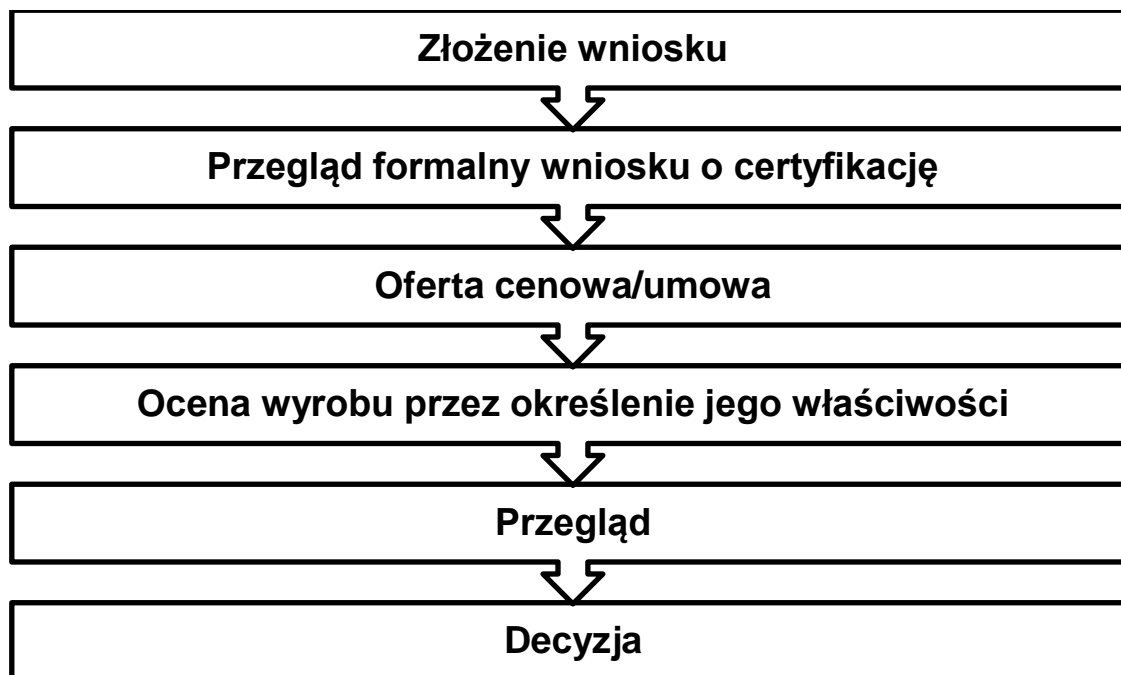 Złożenie wniosku
Przegląd formalny wniosku o certyfikację
Oferta cenowa/umowa
Ocena wyrobu przez określenie jego właściwości
Przegląd
Decyzja